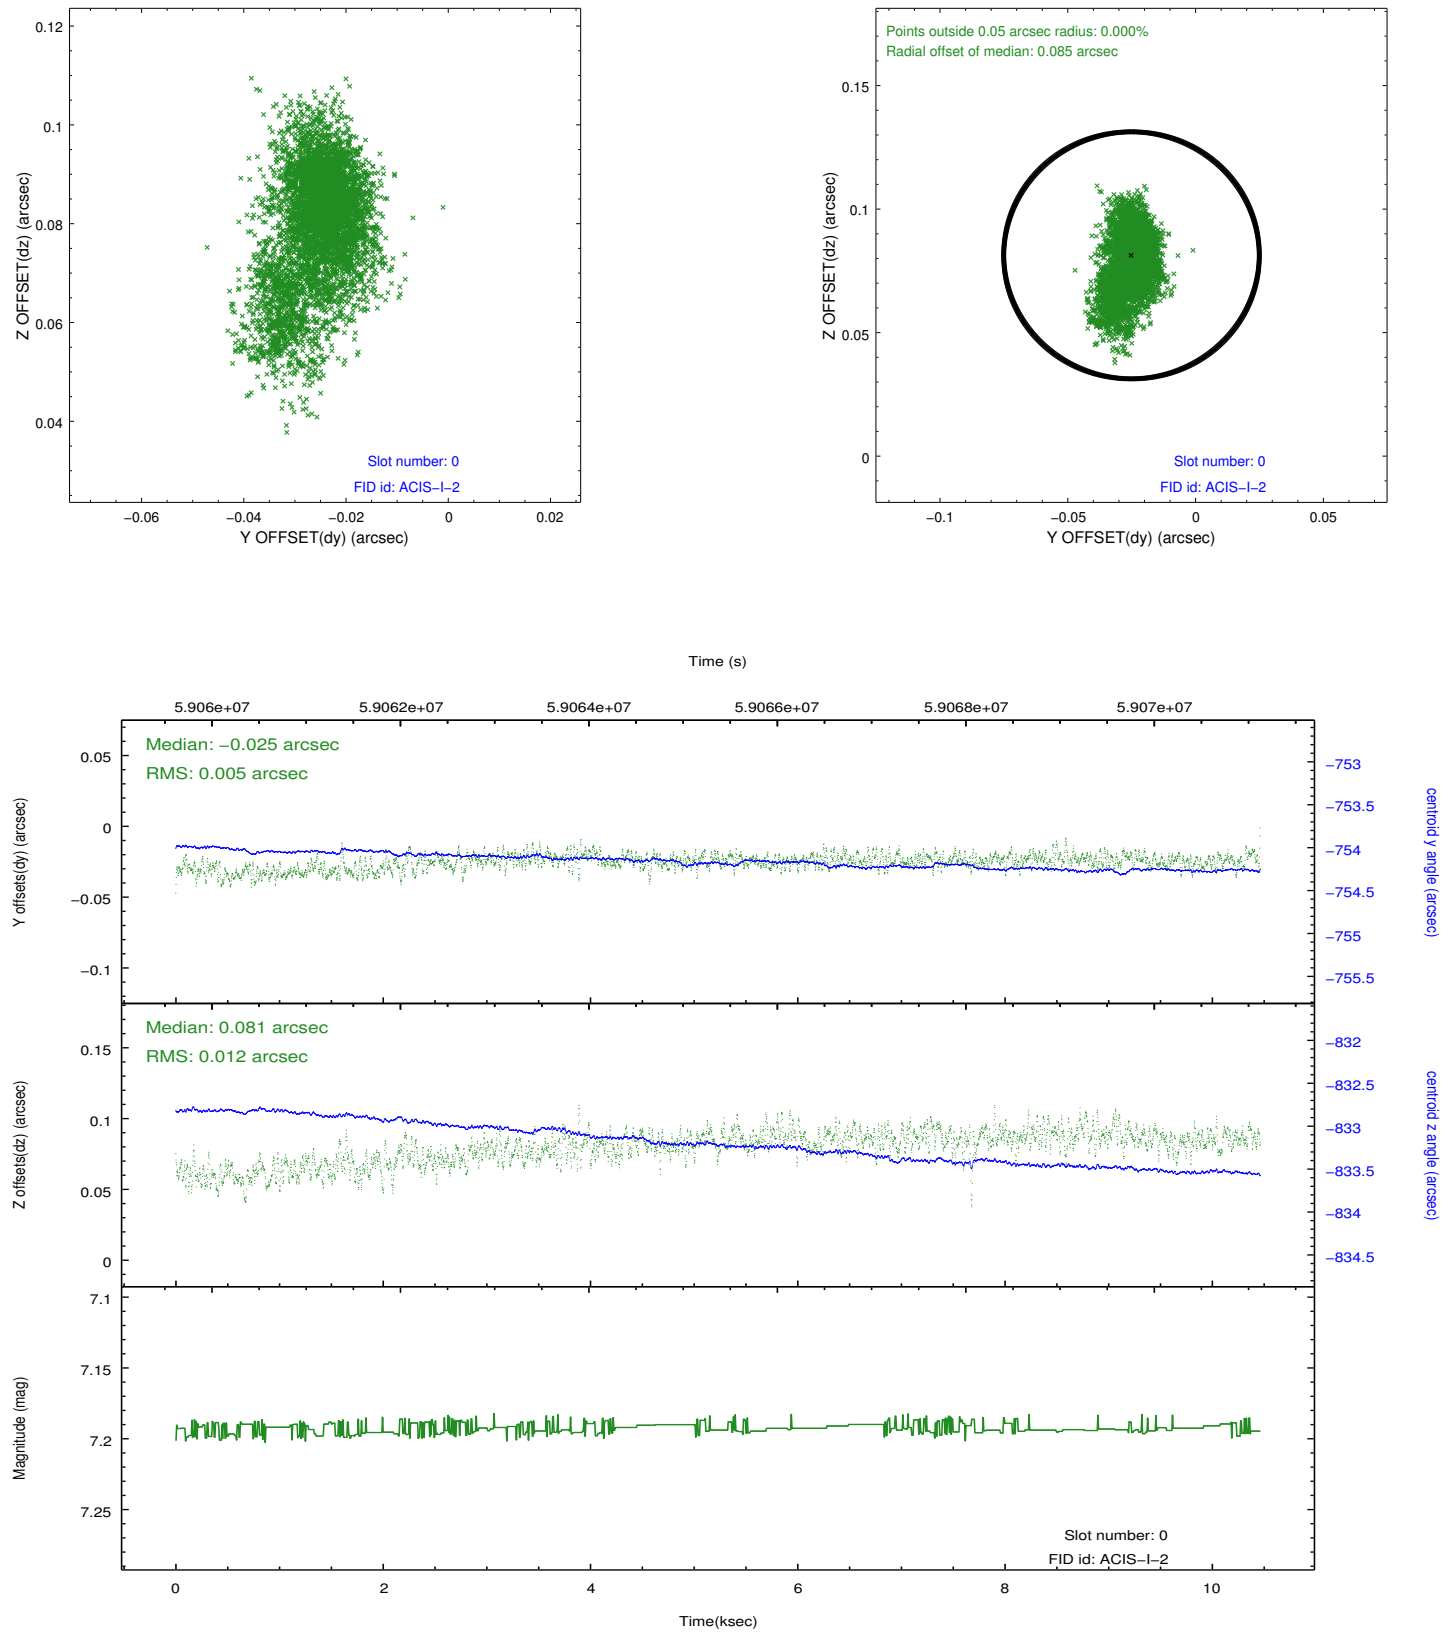 0.12
0.1
0.08
0.06
0.04
Z OFFSET(dz) (arcsec)
Slot number: 0
FID id: ACIS−I−2
−0.06
−0.04
−0.02
0
0.02
Y OFFSET(dy) (arcsec)
Points outside 0.05 arcsec radius: 0.000%
Radial offset of median: 0.085 arcsec
0.15
0.1
0.05
0
Z OFFSET(dz) (arcsec)
Slot number: 0
FID id: ACIS−I−2
−0.1
−0.05
0
0.05
Y OFFSET(dy) (arcsec)
Time (s)
5.906e+07
5.9062e+07
5.9064e+07
5.9066e+07
5.9068e+07
5.907e+07
Median: −0.025 arcsec
RMS: 0.005 arcsec
0.05
0
−0.05
−0.1
Y offsets(dy) (arcsec)
−753
−753.5
−754
−754.5
−755
−755.5
centroid y angle (arcsec)
Median: 0.081 arcsec
RMS: 0.012 arcsec
0.15
0.1
0.05
0
Z offsets(dz) (arcsec)
−832
−832.5
−833
−833.5
−834
−834.5
centroid z angle (arcsec)
7.1
7.15
7.2
7.25
Magnitude (mag)
Slot number: 0
FID id: ACIS−I−2
0
2
4
6
8
10
Time(ksec)